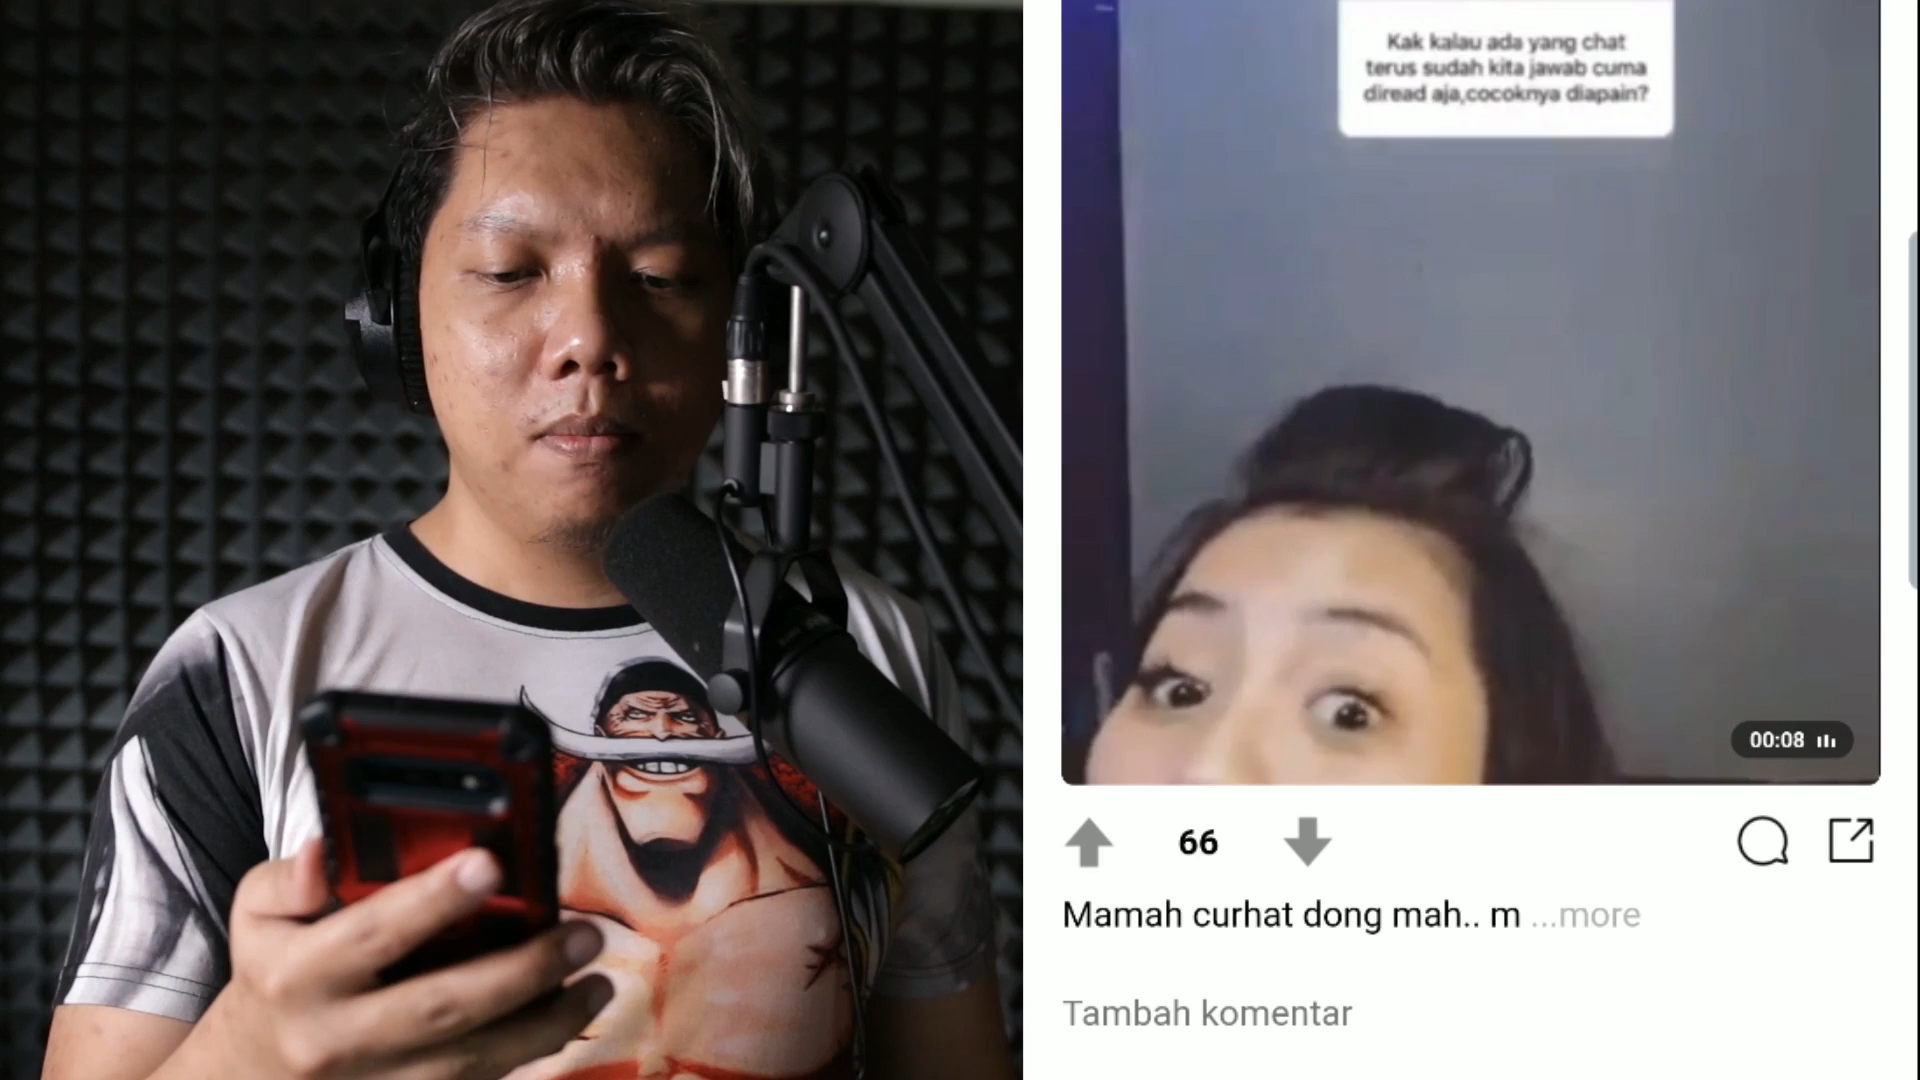 Kak kalau ada yang chat
terus sudah kita jawab cuma
diread aja,cocoknya diapain?
00:08
66
Mamah curhat dong mah.. m ...more
Tambah komentar